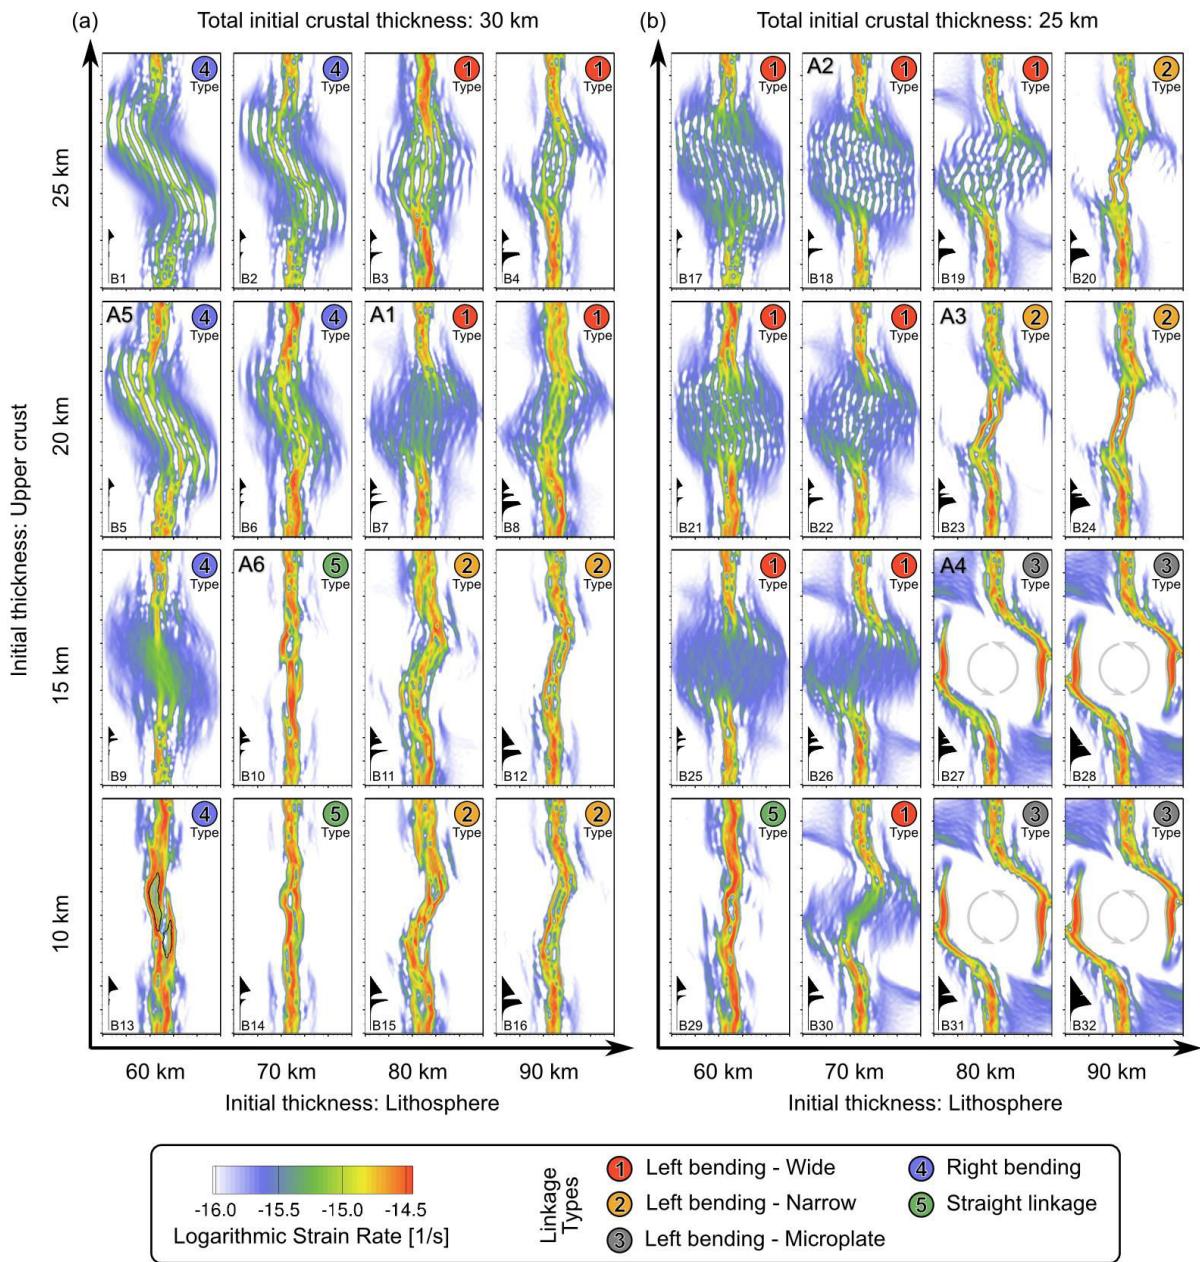 (a) Total initial crustal thickness: 30 km
(b) Total initial crustal thickness: 25 km
Initial thickness: Upper crust
25 km
4 Type B1
4 Type B2
1 Type B3
1 Type B4
1 Type B17
A2 1 Type B18
1 Type B19
2 Type B20
20 km
A5 4 Type B5
4 Type B6
A1 1 Type B7
1 Type B8
1 Type B21
1 Type B22
A3 2 Type B23
2 Type B24
15 km
4 Type B9
A6 5 Type B10
2 Type B11
2 Type B12
1 Type B25
1 Type B26
A4 3 Type B27
3 Type B28
10 km
4 Type B13
5 Type B14
2 Type B15
2 Type B16
5 Type B29
1 Type B30
3 Type B31
3 Type B32
60 km 70 km 80 km 90 km
Initial thickness: Lithosphere
60 km 70 km 80 km 90 km
Initial thickness: Lithosphere
-16.0 -15.5 -15.0 -14.5
Logarithmic Strain Rate [1/s]
Linkage
Types
1 Left bending - Wide
2 Left bending - Narrow
3 Left bending - Microplate
4 Right bending
5 Straight linkage